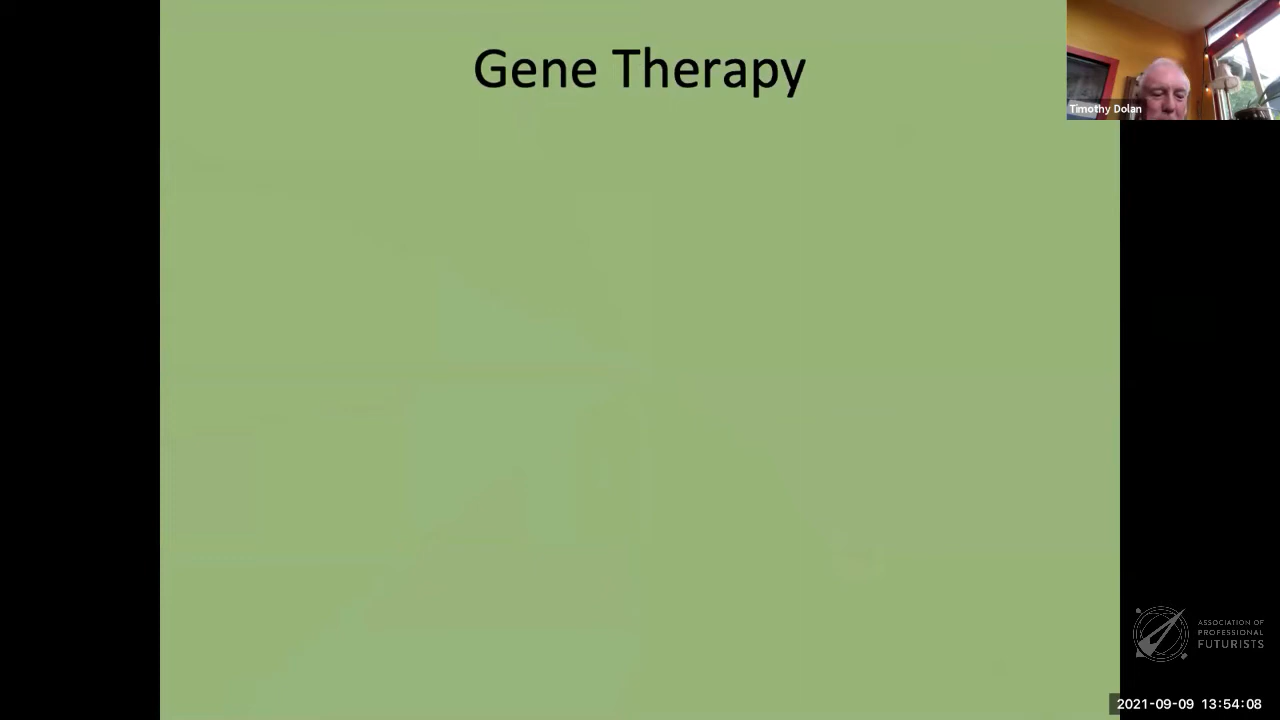 Gene Therapy
Timothy Dolan
ASSOCIATION OF
PROFESSIONAL
FUTURISTS
2021-09-09 13:54:08